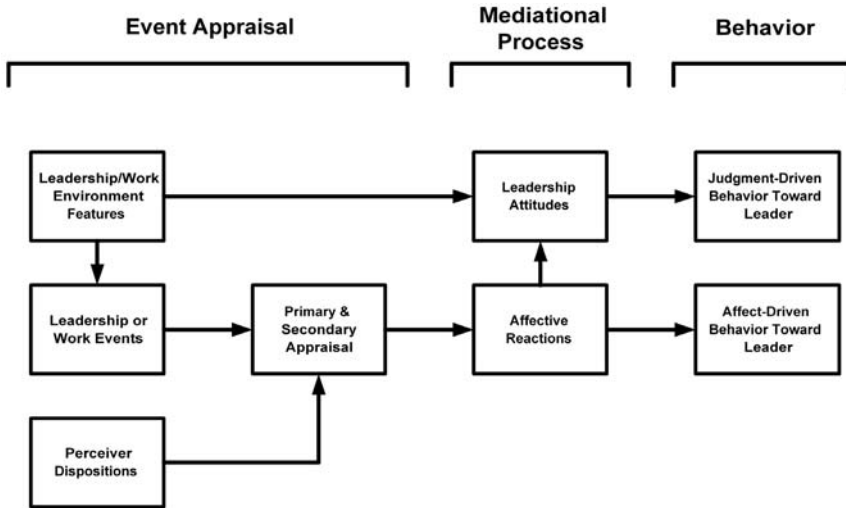 Event Appraisal
Mediational
Process
Behavior
Leadership/Work
Environment
Features
Leadership
Attitudes
Judgment-Driven
Behavior Toward
Leader
Leadership or
Work Events
Primary &
Secondary
Appraisal
Affective
Reactions
Affect-Driven
Behavior Toward
Leader
Perceiver
Dispositions